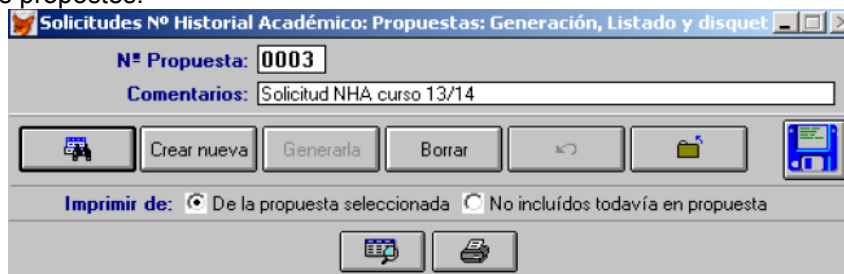 s propostes.
Solicitudes Nº Historial Académico: Propuestas: Generación, Listado y disquet
Nº Propuesta: 0003
Comentarios: Solicitud NHA curso 13/14
Crear nueva Generarla Borrar
Imprimir de: De la propuesta seleccionada No incluídos todavía en propuesta